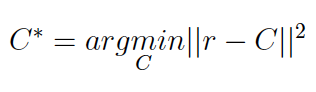 C* = argmin||r − C||²
C